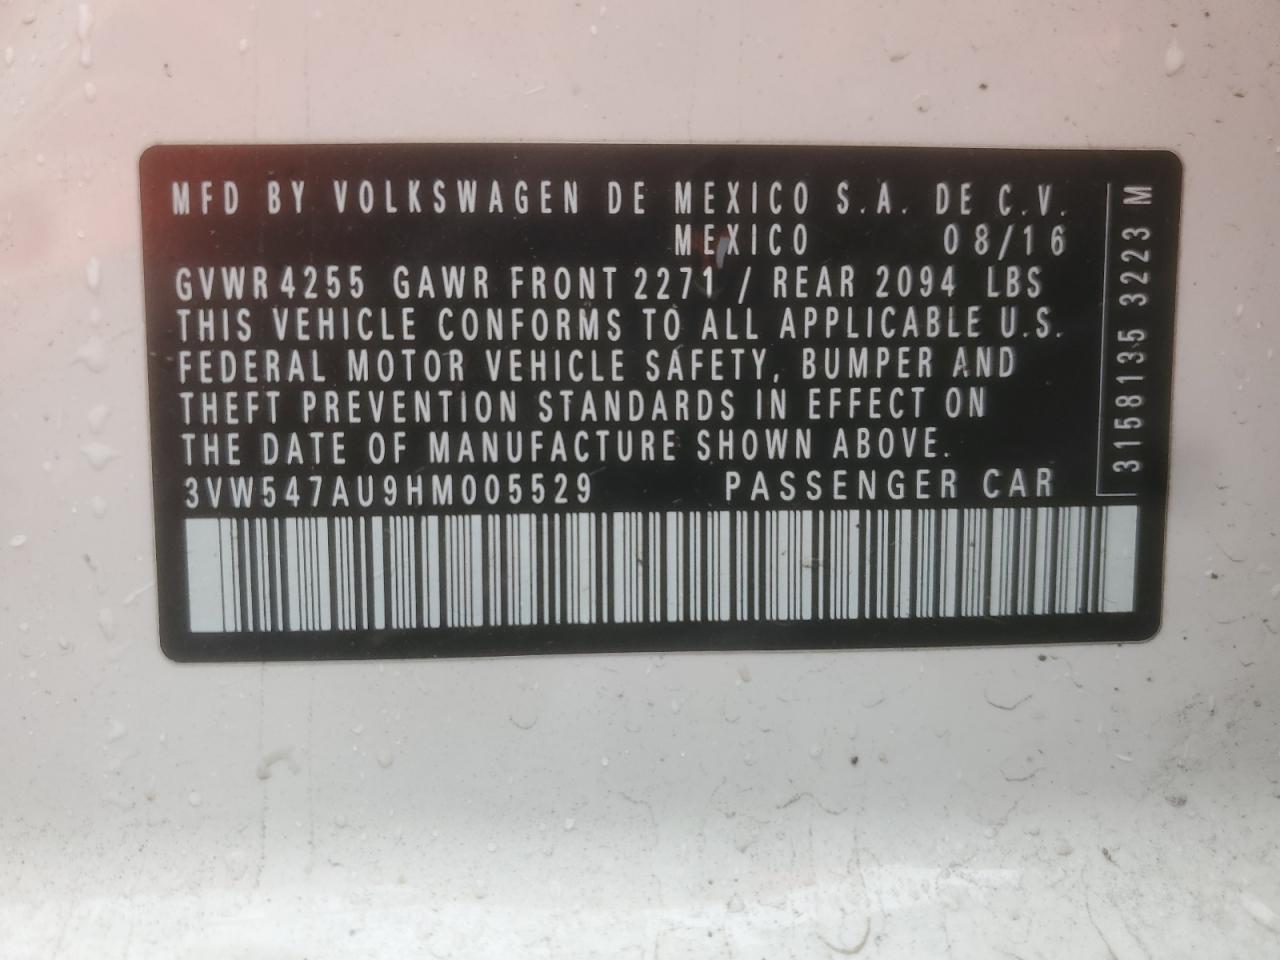 MFD BY VOLKSWAGEN DE MEXICO S.A. DE C.V.
MEXICO 08/16
GVWR 4255 GAWR FRONT 2271 / REAR 2094 LBS
THIS VEHICLE CONFORMS TO ALL APPLICABLE U.S.
FEDERAL MOTOR VEHICLE SAFETY, BUMPER AND
THEFT PREVENTION STANDARDS IN EFFECT ON
THE DATE OF MANUFACTURE SHOWN ABOVE.
3VW547AU9HM005529 PASSENGER CAR
3158135 3223 M